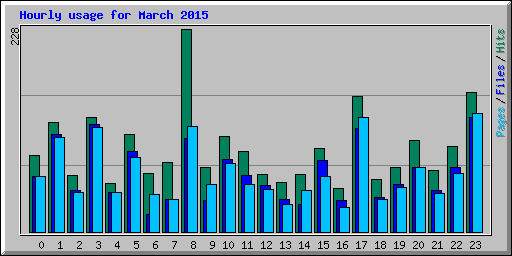 Hourly usage for March 2015
228
Pages / Files / Hits
0 1 2 3 4 5 6 7 8 9 10 11 12 13 14 15 16 17 18 19 20 21 22 23